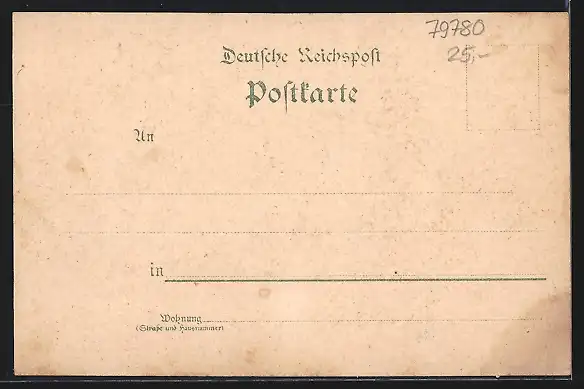 79780
25,-
Deutsche Reichspost
Postkarte
An
in
Wohnung
(Straße und Hausnummer)